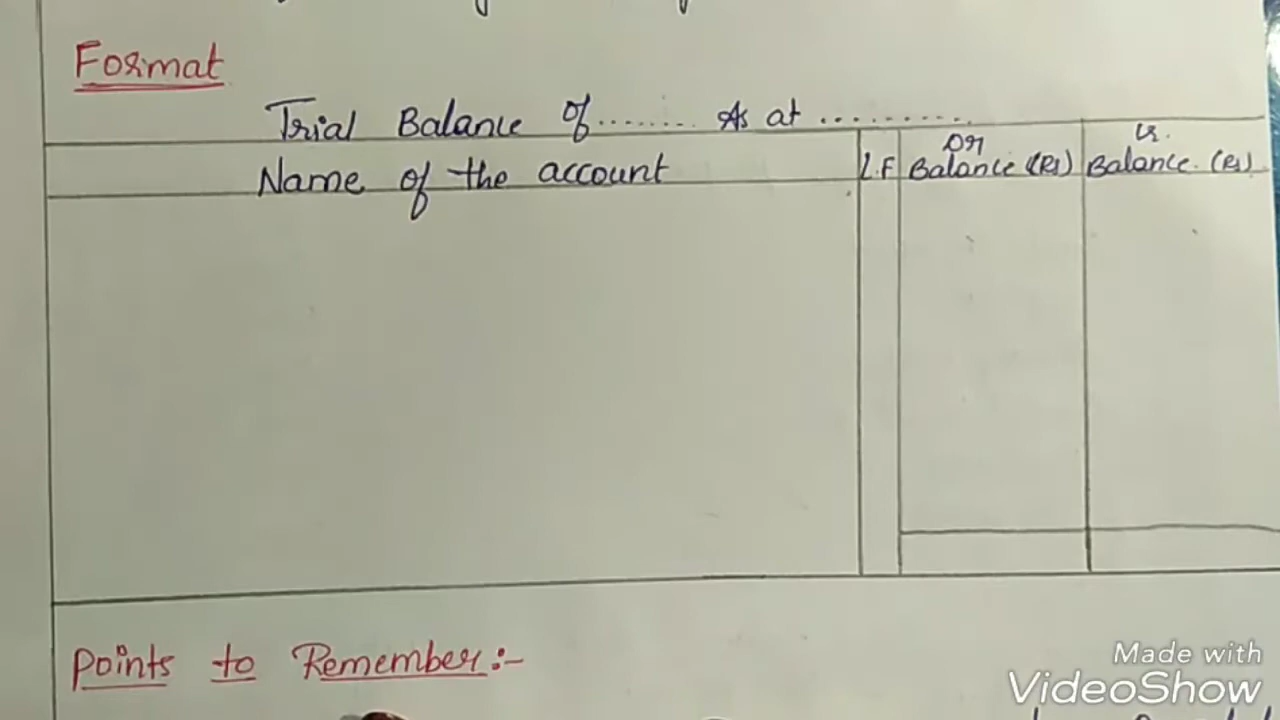 Format
Trial Balance of........ As at ..........
Name of the account L.F Dr Balance (Rs) Cr. Balance. (Rs)
Points to Remember:-
Made with
VideoShow